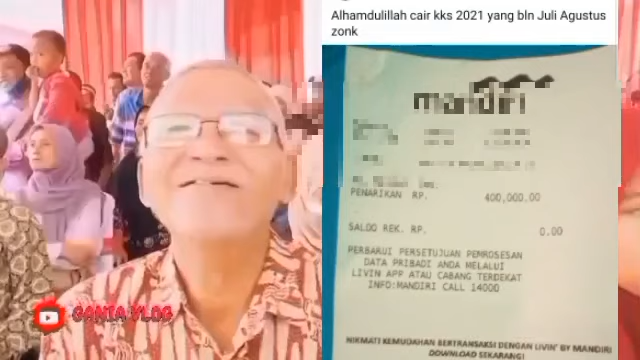 Alhamdulillah cair kks 2021 yang bln Juli Agustus
zonk
mandiri
PENARIKAN RP. 400,000.00
SALDO REK. RP. 0.00
PERBARUI PERSETUJUAN PEMROSESAN
DATA PRIBADI ANDA MELALUI
LIVIN APP ATAU CABANG TERDEKAT
INFO:MANDIRI CALL 14000
NIKMATI KEMUDAHAN BERTRANSAKSI DENGAN LIVIN' BY MANDIRI
DOWNLOAD SEKARANG!
GANTA VLOG